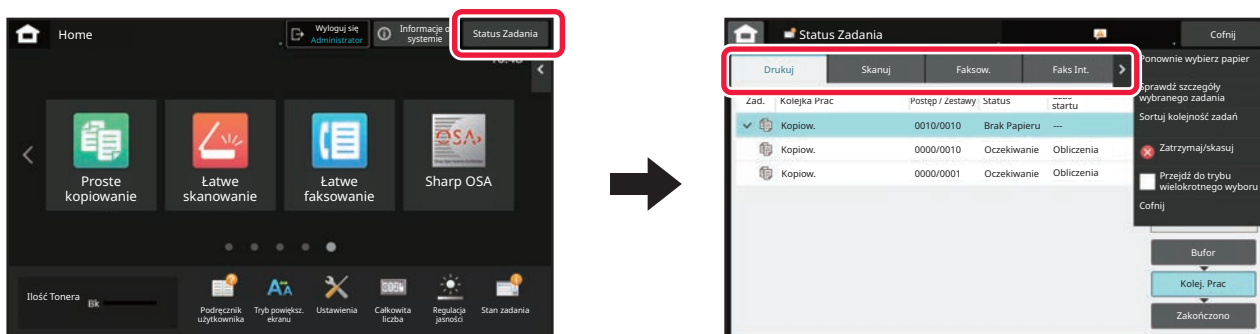 Home
Wyloguj się
Administrator
Informacje o
systemie
Status Zadania
Proste
kopiowanie
Łatwe
skanowanie
Łatwe
faksowanie
OSA
Sharp OSA
Ilość Tonera
Bk
Podręcznik
użytkownika
Tryb powiększ.
ekranu
Ustawienia
Całkowita
liczba
Regulacja
jasności
Stan zadania
Status Zadania
Cofnij
Drukuj
Skanuj
Faksow.
Faks Int.
Ponownie wybierz papier
Sprawdź szczegóły
wybranego zadania
Sortuj kolejność zadań
Zatrzymaj/skasuj
Przejdź do trybu
wielokrotnego wyboru
Cofnij
Zad. Kolejka Prac Postęp / Zestawy Status startu
Kopiow. 0010/0010 Brak Papieru ---
Kopiow. 0000/0010 Oczekiwanie Obliczenia
Kopiow. 0000/0001 Oczekiwanie Obliczenia
Bufor
Kolej. Prac
Zakończono